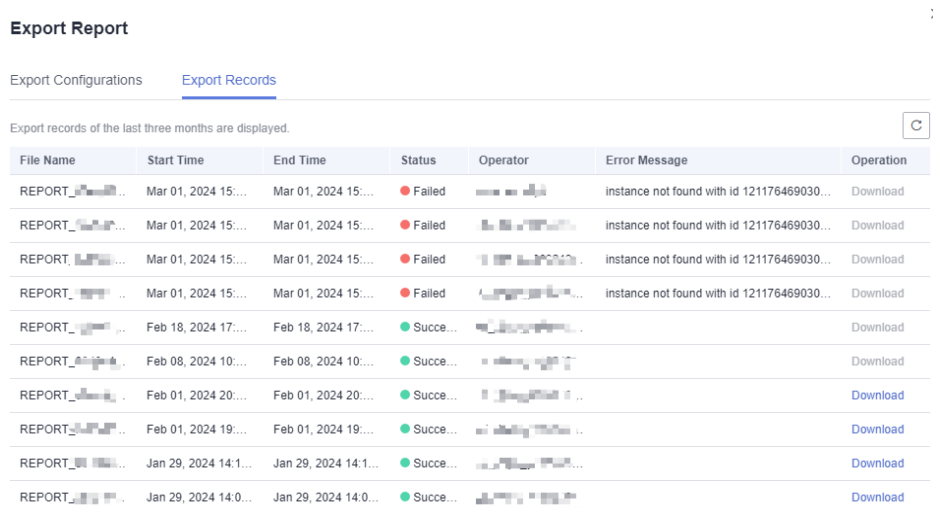 Export Report
Export Configurations Export Records
Export records of the last three months are displayed.
File Name Start Time End Time Status Operator Error Message Operation
REPORT_ Mar 01, 2024 15:... Mar 01, 2024 15:... Failed instance not found with id 121176469030... Download
REPORT_ Mar 01, 2024 15:... Mar 01, 2024 15:... Failed instance not found with id 121176469030... Download
REPORT_ Mar 01, 2024 15:... Mar 01, 2024 15:... Failed instance not found with id 121176469030... Download
REPORT_ Mar 01, 2024 15:... Mar 01, 2024 15:... Failed instance not found with id 121176469030... Download
REPORT_ Feb 18, 2024 17:... Feb 18, 2024 17:... Succe... Download
REPORT_ Feb 08, 2024 10:... Feb 08, 2024 10:... Succe... Download
REPORT_ Feb 01, 2024 20:... Feb 01, 2024 20:... Succe... Download
REPORT_ Feb 01, 2024 19:... Feb 01, 2024 19:... Succe... Download
REPORT_ Jan 29, 2024 14:1... Jan 29, 2024 14:1... Succe... Download
REPORT_ Jan 29, 2024 14:0... Jan 29, 2024 14:0... Succe... Download